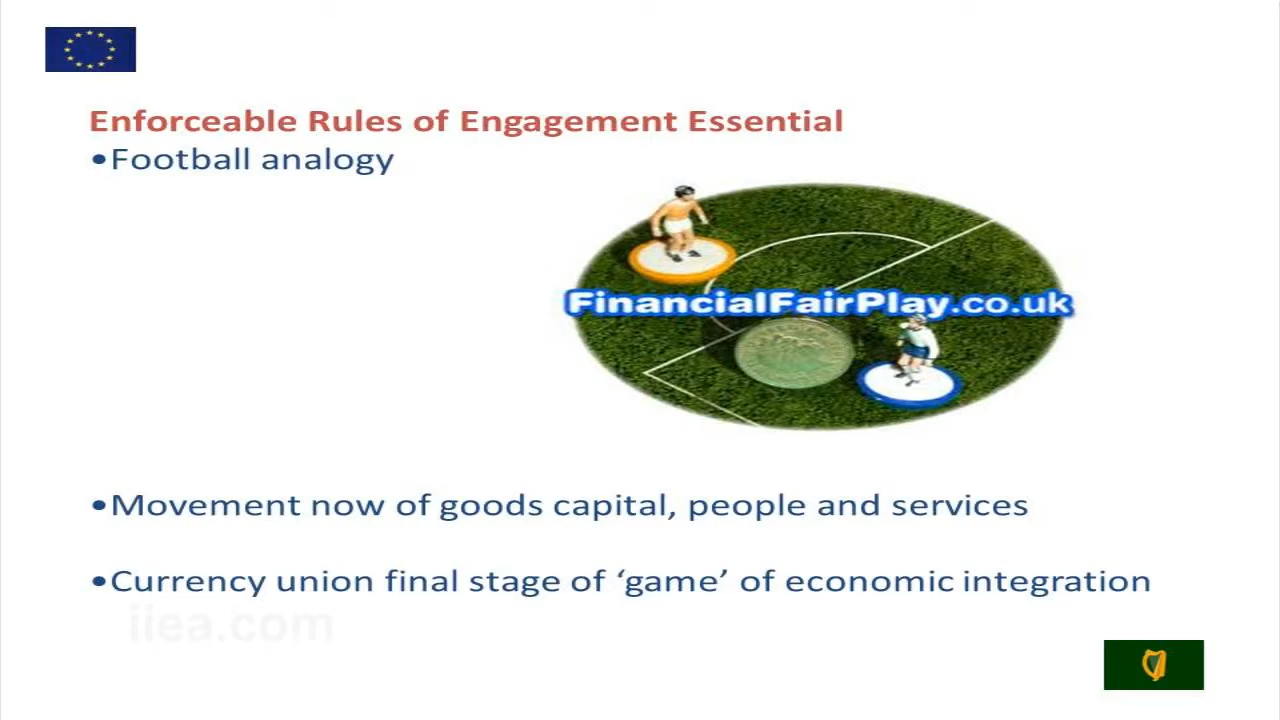 Enforceable Rules of Engagement Essential
•Football analogy
FinancialFairPlay.co.uk
•Movement now of goods capital, people and services
•Currency union final stage of ‘game’ of economic integration
iiea.com